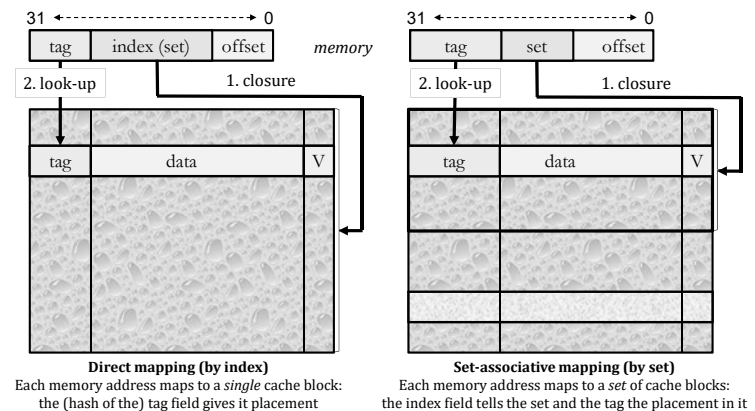 31 0
tag index (set) offset
memory
2. look-up
1. closure
tag data V
Direct mapping (by index)
Each memory address maps to a single cache block:
the (hash of the) tag field gives it placement
31 0
tag set offset
2. look-up
1. closure
tag data V
Set-associative mapping (by set)
Each memory address maps to a set of cache blocks:
the index field tells the set and the tag the placement in it